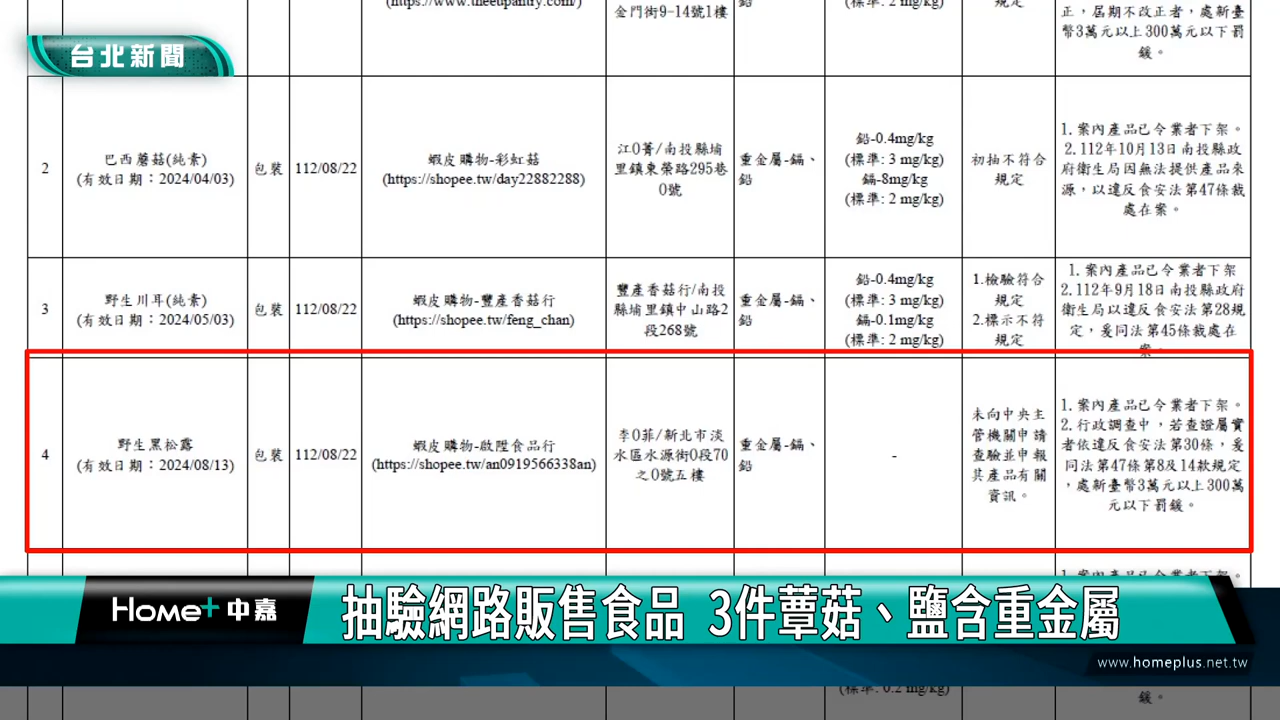 (https://www.theeupantry.com/)
金門街9-14號1樓
鉛
(標準: 2 mg/kg)
規定
正，屆期不改正者，處新臺
幣3萬元以上300萬元以下罰
鍰。
台北新聞
2
巴西蘑菇(純素)
(有效日期：2024/04/03)
包裝
112/08/22
蝦皮購物-彩虹菇
(https://shopee.tw/day22882288)
江O菁/南投縣埔
里鎮東榮路295巷
O號
重金屬-鎘、
鉛
鉛-0.4mg/kg
(標準: 3 mg/kg)
鎘-8mg/kg
(標準: 2 mg/kg)
初抽不符合
規定
1.案內產品已令業者下架。
2.112年10月13日南投縣政
府衛生局因無法提供產品來
源，以違反食安法第47條裁
處在案。
3
野生川耳(純素)
(有效日期：2024/05/03)
包裝
112/08/22
蝦皮購物-豐產香菇行
(https://shopee.tw/feng_chan)
豐產香菇行/南投
縣埔里鎮中山路2
段268號
重金屬-鎘、
鉛
鉛-0.4mg/kg
(標準: 3 mg/kg)
鎘-0.1mg/kg
(標準: 2 mg/kg)
1.檢驗符合
規定
2.標示不符
規定
1.案內產品已令業者下架
2.112年9月18日南投縣政府
衛生局以違反食安法第28規
定，爰同法第45條裁處在
案。
4
野生黑松露
(有效日期：2024/08/13)
包裝
112/08/22
蝦皮購物-啟陞食品行
(https://shopee.tw/an0919566338an)
李O菲/新北市淡
水區水源街O段70
之O號五樓
重金屬-鎘、
鉛
-
未向中央主
管機關申請
查驗並申報
其產品有關
資訊。
1.案內產品已令業者下架。
2.行政調查中，若查證屬實
者依違反食安法第30條，爰
同法第47條第8及14款規定
，處新臺幣3萬元以上300萬
元以下罰鍰。
1.案內產品已令業者下架。
Home+中嘉
抽驗網路販售食品 3件蕈菇、鹽含重金屬
www.homeplus.net.tw
(標準: 0.2 mg/kg)
鍰。